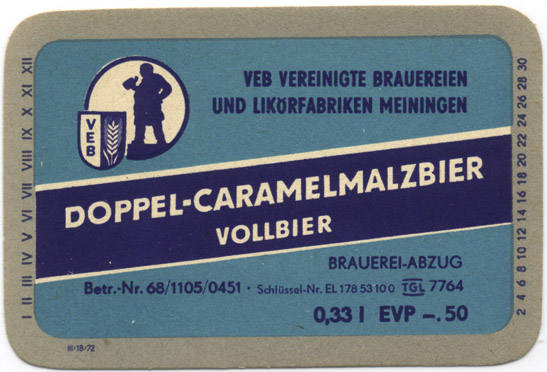 VEB
VEB VEREINIGTE BRAUEREIEN
UND LIKÖRFABRIKEN MEININGEN
DOPPEL-CARAMELMALZBIER
VOLLBIER
BRAUEREI-ABZUG
Betr.-Nr. 68/1105/0451 · Schlüssel-Nr. EL 178 53 10 0 TGL 7764
0,33 l EVP -.50
I II III IV V VI VII VIII IX X XI XII
2 4 6 8 10 12 14 16 18 20 22 24 26 28 30
III-18-72